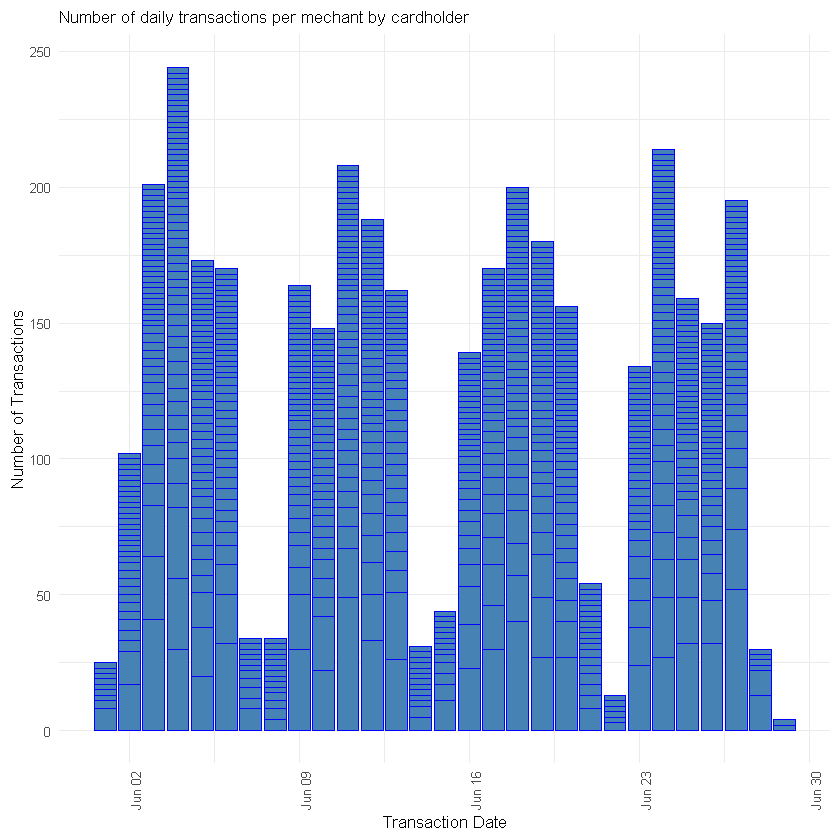 Number of daily transactions per mechant by cardholder
250
200
150
100
50
0
Number of Transactions
Jun 02
Jun 09
Jun 16
Jun 23
Jun 30
Transaction Date